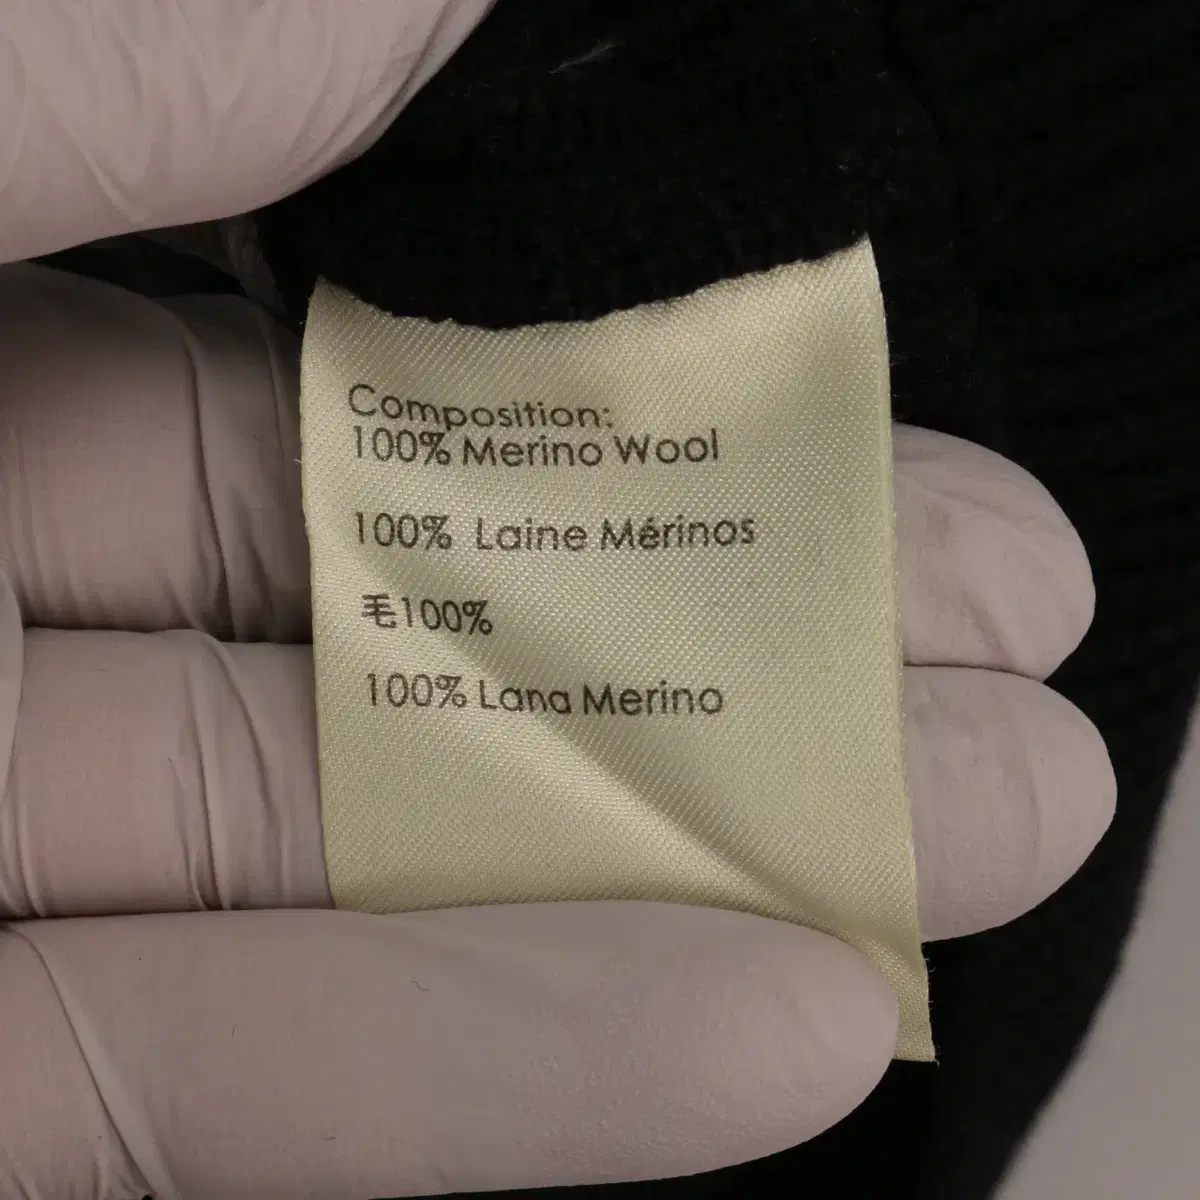 Composition:
100% Merino Wool
100% Laine Mérinos
毛100%
100% Lana Merino